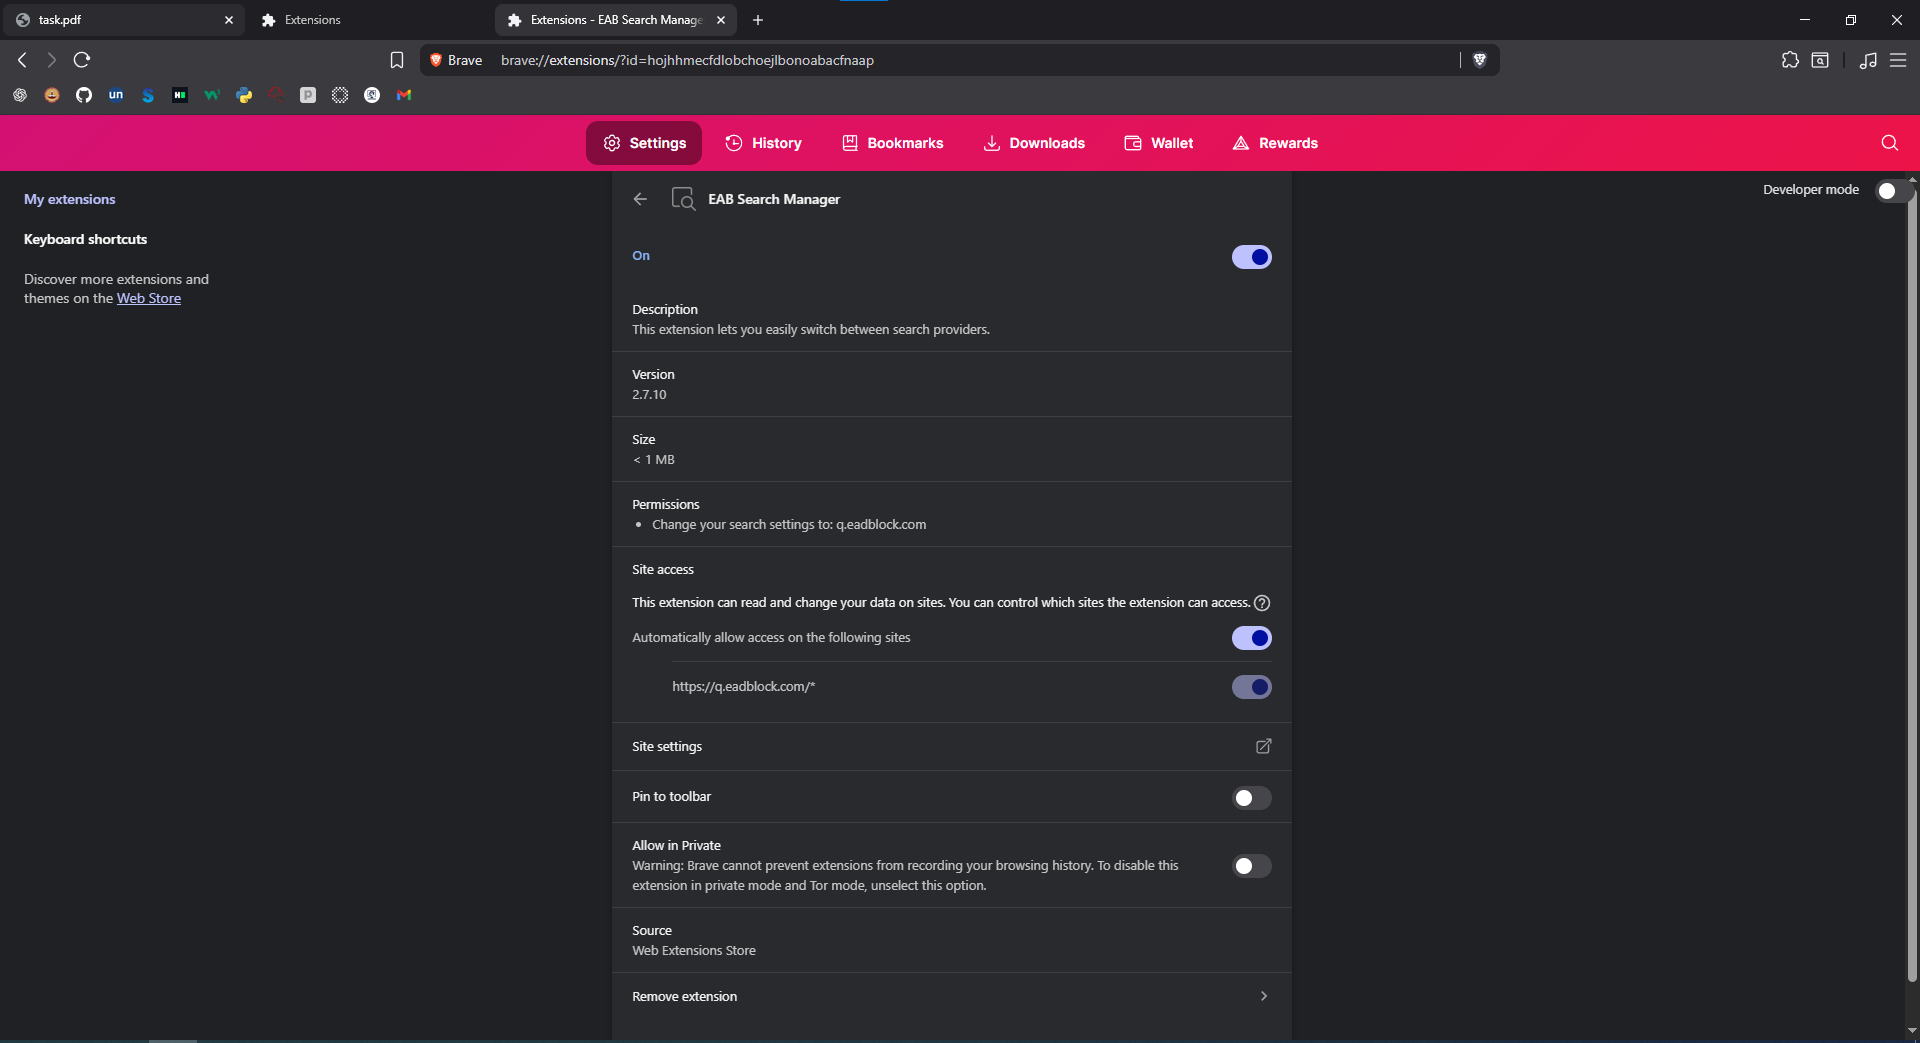 task.pdf
Extensions
Extensions - EAB Search Manage
Brave
brave://extensions/?id=hojhhmecfdlobchoejlbonoabacfnaap
un
P
Settings
History
Bookmarks
Downloads
Wallet
Rewards
My extensions
Keyboard shortcuts
Discover more extensions and
themes on the Web Store
EAB Search Manager
Developer mode
On
Description
This extension lets you easily switch between search providers.
Version
2.7.10
Size
< 1 MB
Permissions
• Change your search settings to: q.eadblock.com
Site access
This extension can read and change your data on sites. You can control which sites the extension can access.
Automatically allow access on the following sites
https://q.eadblock.com/*
Site settings
Pin to toolbar
Allow in Private
Warning: Brave cannot prevent extensions from recording your browsing history. To disable this
extension in private mode and Tor mode, unselect this option.
Source
Web Extensions Store
Remove extension